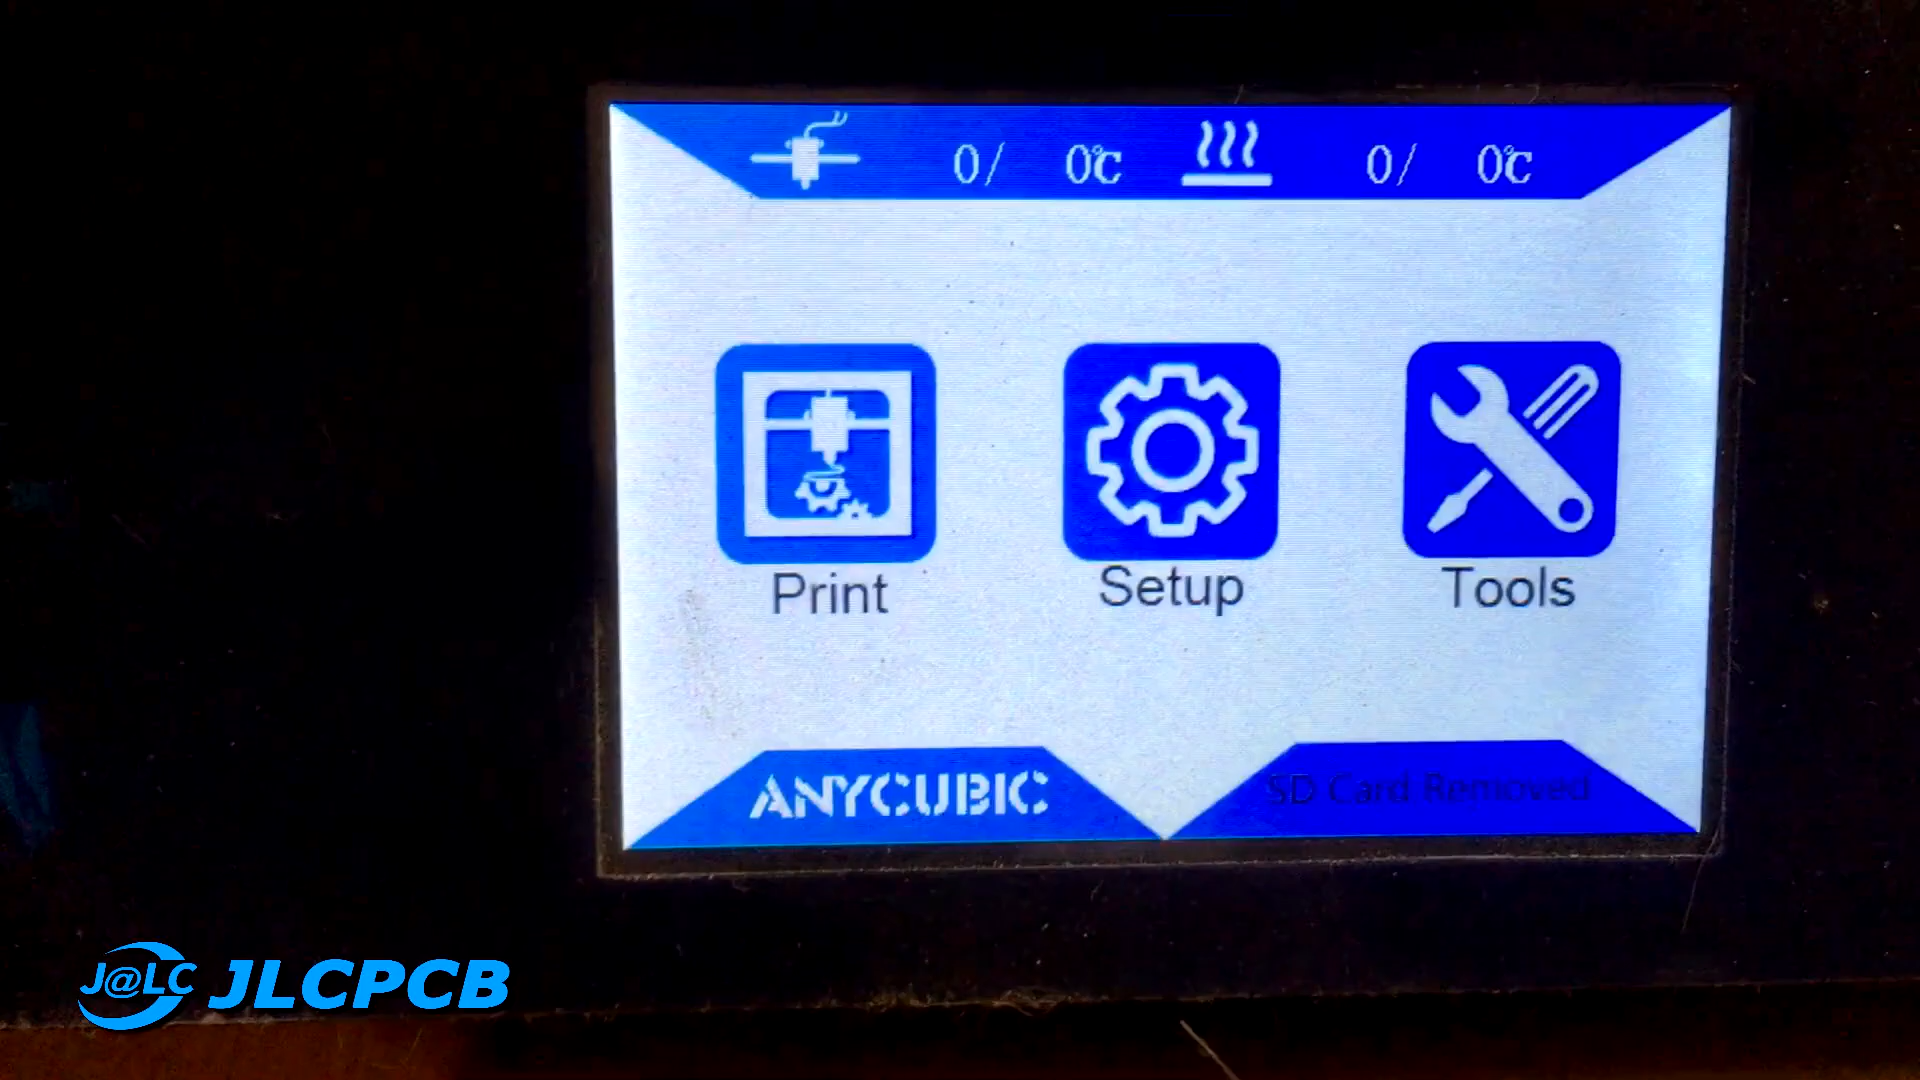 0/ 0℃ 0/ 0℃
Print Setup Tools
ANYCUBIC SD Card Removed
J@LC JLCPCB